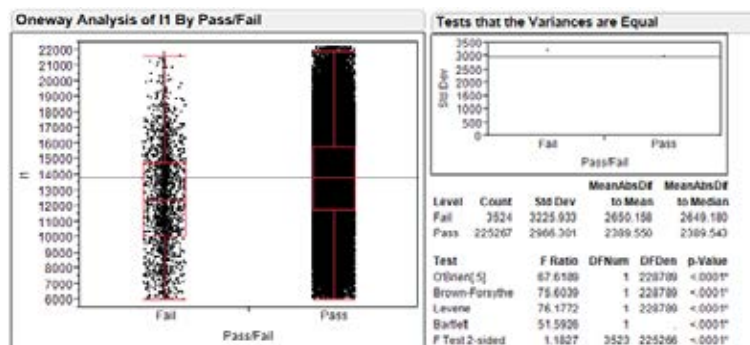 Oneway Analysis of I1 By Pass/Fail
22000
21000
20000
19000
18000
17000
16000
15000
14000
13000
12000
11000
10000
9000
8000
7000
6000
I1
Fail
Pass
Pass/Fail
Tests that the Variances are Equal
3500
3000
2500
2000
1500
1000
500
0
Std Dev
Fail
Pass
Pass/Fail
MeanAbsDif MeanAbsDif
Level Count Std Dev to Mean to Median
Fail 3524 3225.933 2650.158 2649.180
Pass 225267 2966.301 2389.550 2389.543
Test F Ratio DFNum DFDen p-Value
O'Brien[.5] 67.6189 1 228789 <.0001*
Brown-Forsythe 75.6039 1 228789 <.0001*
Levene 76.1772 1 228789 <.0001*
Bartlett 51.5926 1 . <.0001*
F Test 2-sided 1.1827 3523 225266 <.0001*